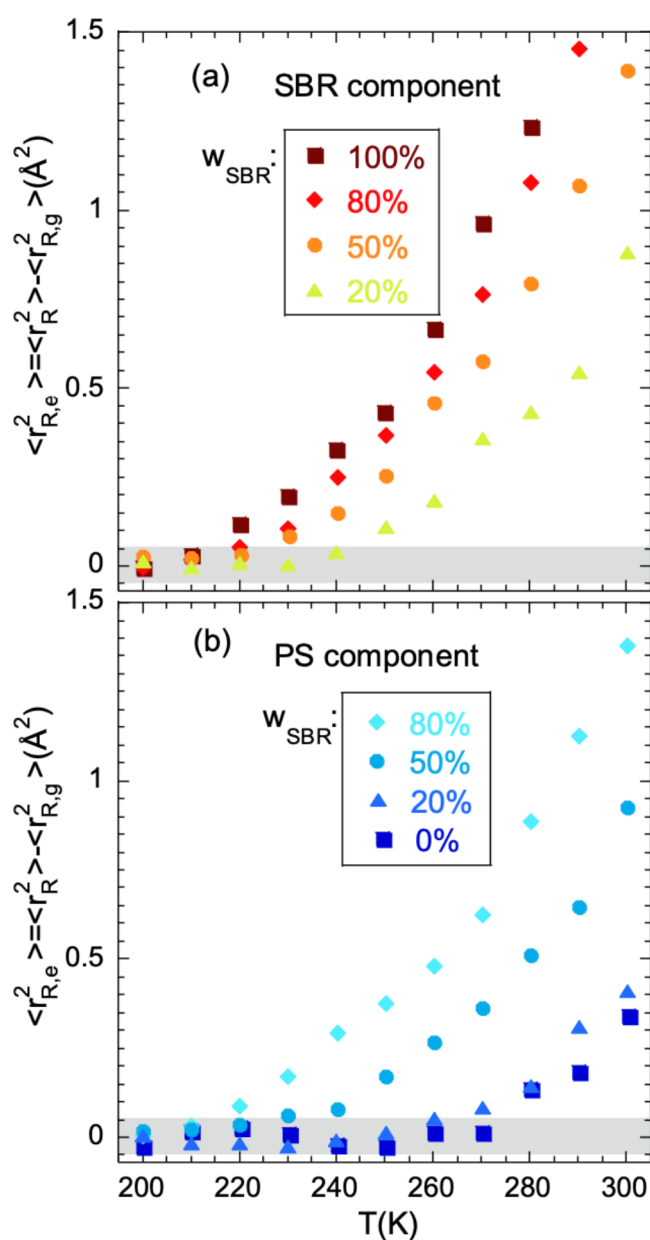 1.5
(a)
SBR component
w_SBR:
100%
80%
50%
20%
1
0.5
0
<r²_R,e>=<r²_R>-<r²_R,g>(Å²)
1.5
(b)
PS component
w_SBR:
80%
50%
20%
0%
1
0.5
0
<r²_R,e>=<r²_R>-<r²_R,g>(Å²)
200 220 240 260 280 300
T(K)